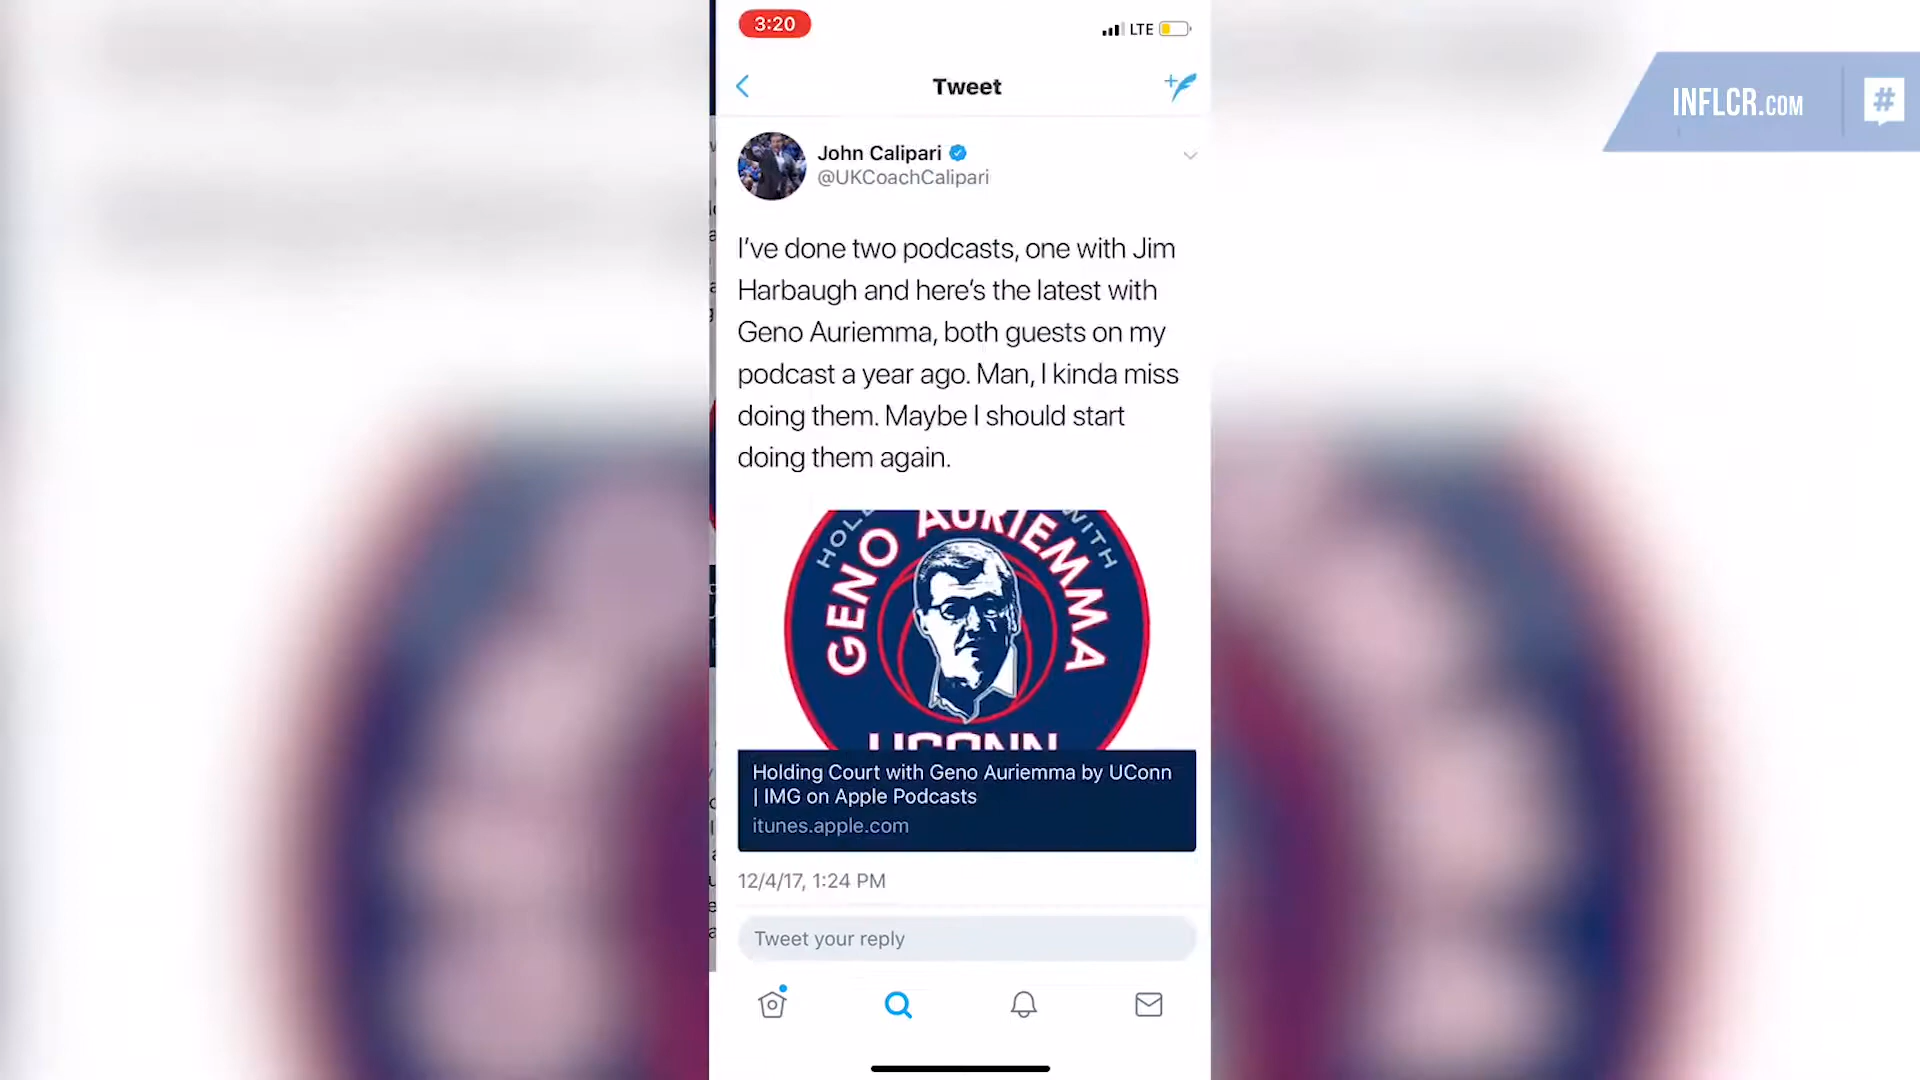 3:20
LTE
Tweet
INFLCR.COM
#
John Calipari
@UKCoachCalipari
I've done two podcasts, one with Jim
Harbaugh and here's the latest with
Geno Auriemma, both guests on my
podcast a year ago. Man, I kinda miss
doing them. Maybe I should start
doing them again.
WITH
GENO AURIEMMA
UCONN
Holding Court with Geno Auriemma by UConn
| IMG on Apple Podcasts
itunes.apple.com
12/4/17, 1:24 PM
Tweet your reply